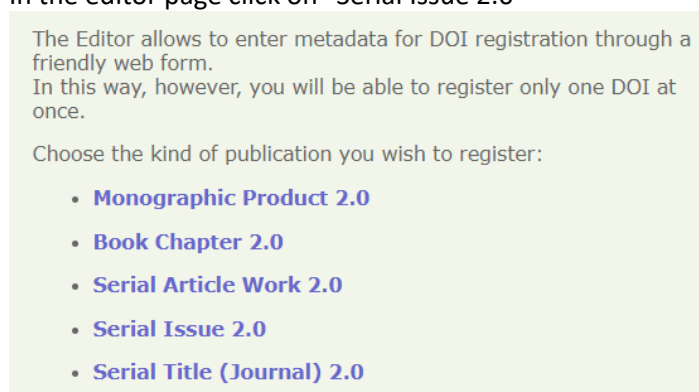 In the editor page click on “Serial Issue 2.0”
The Editor allows to enter metadata for DOI registration through a
friendly web form.
In this way, however, you will be able to register only one DOI at
once.
Choose the kind of publication you wish to register:
• Monographic Product 2.0
• Book Chapter 2.0
• Serial Article Work 2.0
• Serial Issue 2.0
• Serial Title (Journal) 2.0